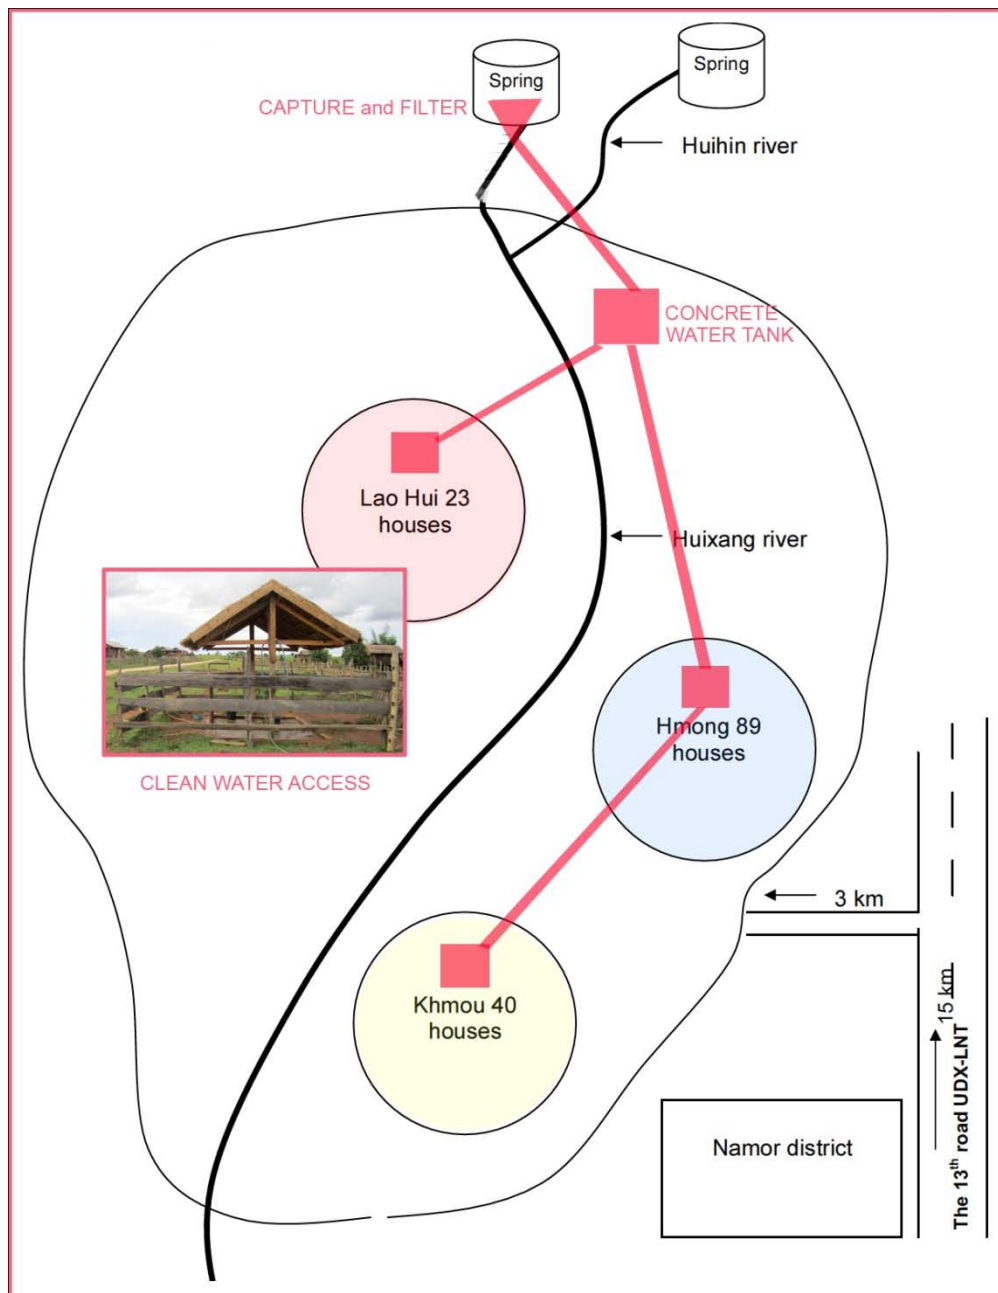 Spring
Spring
CAPTURE and FILTER
Huihin river
CONCRETE
WATER TANK
Lao Hui 23
houses
Huixang river
Hmong 89
houses
CLEAN WATER ACCESS
3 km
Khmou 40
houses
15 km
The 13th road UDX-LNT
Namor district